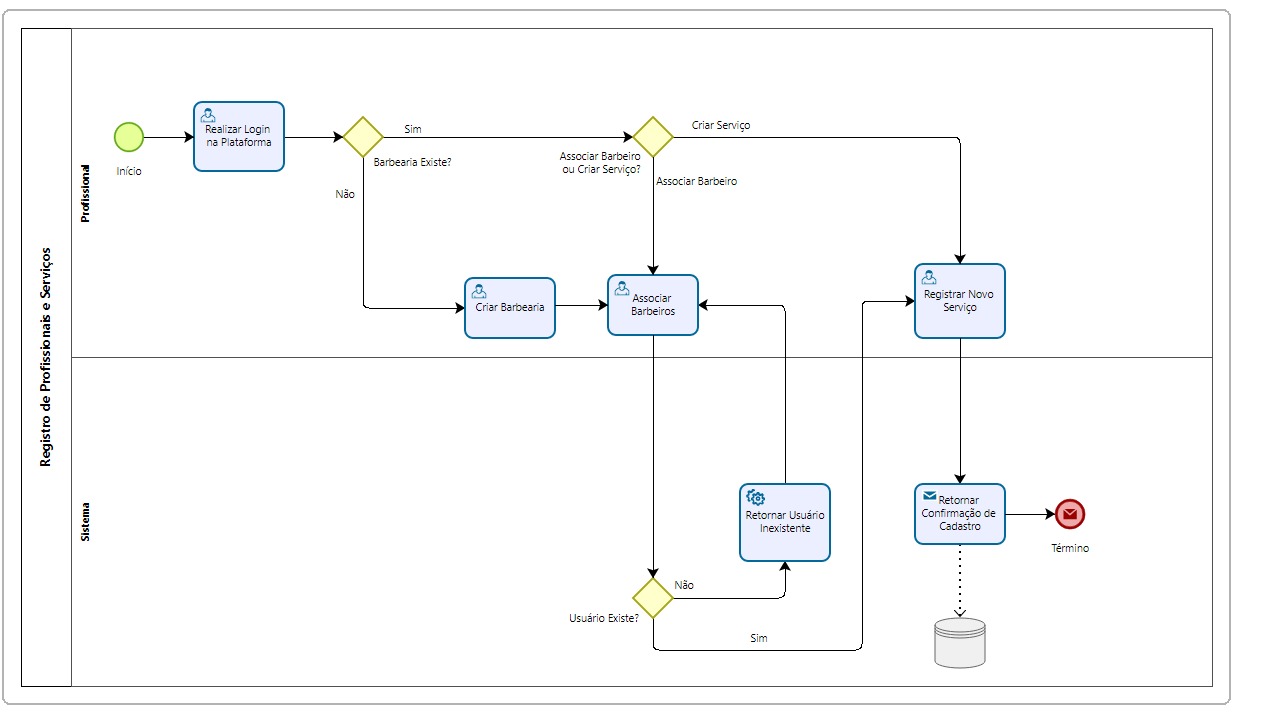 Registro de Profissionais e Serviços
Profissional
Início
Realizar Login
na Plataforma
Sim
Barbearia Existe?
Não
Associar Barbeiro
ou Criar Serviço?
Criar Serviço
Associar Barbeiro
Criar Barbearia
Associar
Barbeiros
Registrar Novo
Serviço
Sistema
Retornar Usuário
Inexistente
Retornar
Confirmação de
Cadastro
Término
Não
Usuário Existe?
Sim